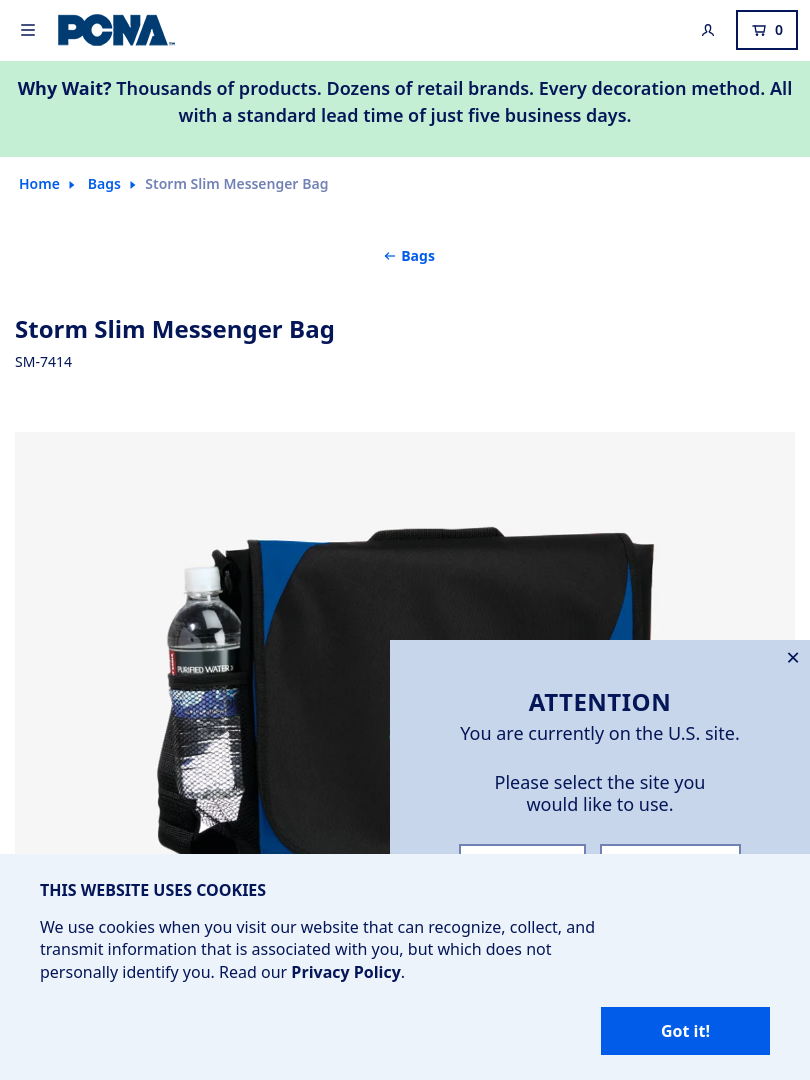 PCNA
0
Why Wait? Thousands of products. Dozens of retail brands. Every decoration method. All
with a standard lead time of just five business days.
Home Bags Storm Slim Messenger Bag
← Bags
Storm Slim Messenger Bag
SM-7414
PURIFIED WATER
ATTENTION
You are currently on the U.S. site.
Please select the site you
would like to use.
THIS WEBSITE USES COOKIES
We use cookies when you visit our website that can recognize, collect, and
transmit information that is associated with you, but which does not
personally identify you. Read our Privacy Policy.
Got it!